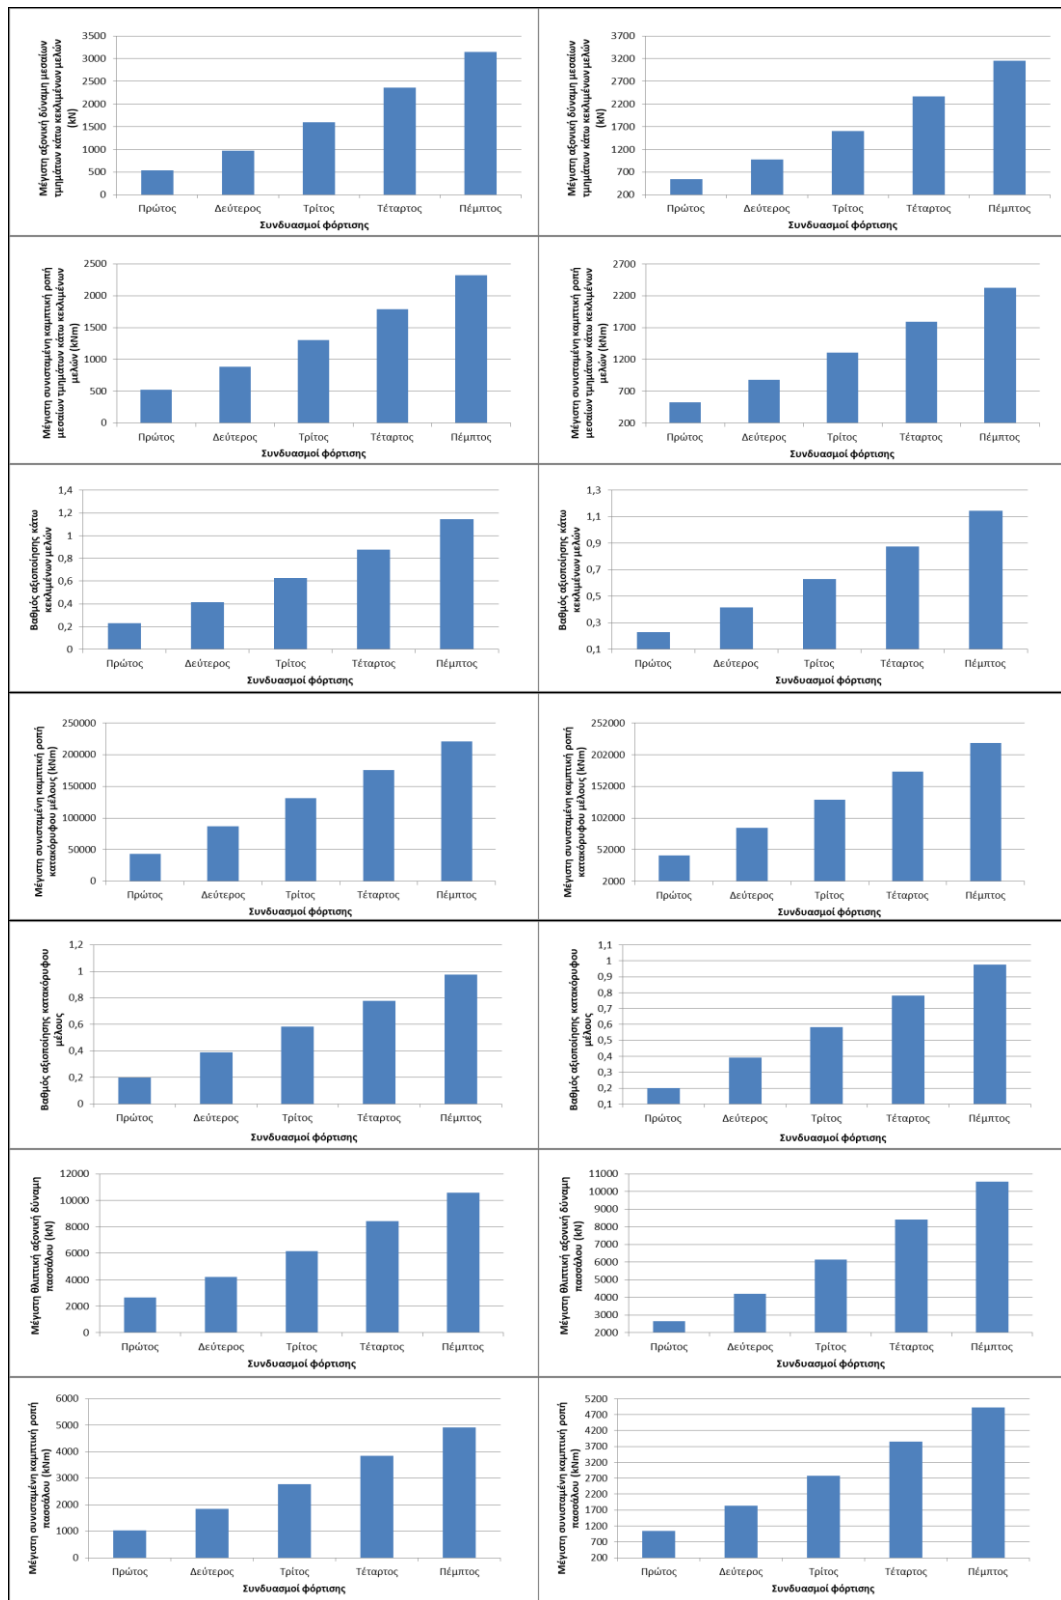 Μέγιστη αξονική δύναμη μεσαίων
τμημάτων κάτω κεκλιμένων μελών
(kN)
3500
3000
2500
2000
1500
1000
500
0
Πρώτος Δεύτερος Τρίτος Τέταρτος Πέμπτος
Συνδυασμοί φόρτισης
Μέγιστη αξονική δύναμη μεσαίων
τμημάτων κάτω κεκλιμένων μελών
(kN)
3700
3200
2700
2200
1700
1200
700
200
Πρώτος Δεύτερος Τρίτος Τέταρτος Πέμπτος
Συνδυασμοί φόρτισης
Μέγιστη συνισταμένη καμπτική ροπή
μεσαίων τμημάτων κάτω κεκλιμένων
μελών (kNm)
2500
2000
1500
1000
500
0
Πρώτος Δεύτερος Τρίτος Τέταρτος Πέμπτος
Συνδυασμοί φόρτισης
Μέγιστη συνισταμένη καμπτική ροπή
μεσαίων τμημάτων κάτω κεκλιμένων
μελών (kNm)
2700
2200
1700
1200
700
200
Πρώτος Δεύτερος Τρίτος Τέταρτος Πέμπτος
Συνδυασμοί φόρτισης
Βαθμός αξιοποίησης κάτω
κεκλιμένων μελών
1,4
1,2
1
0,8
0,6
0,4
0,2
0
Πρώτος Δεύτερος Τρίτος Τέταρτος Πέμπτος
Συνδυασμοί φόρτισης
Βαθμός αξιοποίησης κάτω
κεκλιμένων μελών
1,3
1,1
0,9
0,7
0,5
0,3
0,1
Πρώτος Δεύτερος Τρίτος Τέταρτος Πέμπτος
Συνδυασμοί φόρτισης
Μέγιστη συνισταμένη καμπτική ροπή
κατακόρυφου μέλους (kNm)
250000
200000
150000
100000
50000
0
Πρώτος Δεύτερος Τρίτος Τέταρτος Πέμπτος
Συνδυασμοί φόρτισης
Μέγιστη συνισταμένη καμπτική ροπή
κατακόρυφου μέλους (kNm)
252000
202000
152000
102000
52000
2000
Πρώτος Δεύτερος Τρίτος Τέταρτος Πέμπτος
Συνδυασμοί φόρτισης
Βαθμός αξιοποίησης κατακόρυφου
μέλους
1,2
1
0,8
0,6
0,4
0,2
0
Πρώτος Δεύτερος Τρίτος Τέταρτος Πέμπτος
Συνδυασμοί φόρτισης
Βαθμός αξιοποίησης κατακόρυφου
μέλους
1,1
1
0,9
0,8
0,7
0,6
0,5
0,4
0,3
0,2
0,1
Πρώτος Δεύτερος Τρίτος Τέταρτος Πέμπτος
Συνδυασμοί φόρτισης
Μέγιστη θλιπτική αξονική δύναμη
πασσάλου (kN)
12000
10000
8000
6000
4000
2000
0
Πρώτος Δεύτερος Τρίτος Τέταρτος Πέμπτος
Συνδυασμοί φόρτισης
Μέγιστη θλιπτική αξονική δύναμη
πασσάλου (kN)
11000
10000
9000
8000
7000
6000
5000
4000
3000
2000
Πρώτος Δεύτερος Τρίτος Τέταρτος Πέμπτος
Συνδυασμοί φόρτισης
Μέγιστη συνισταμένη καμπτική ροπή
πασσάλου (kNm)
6000
5000
4000
3000
2000
1000
0
Πρώτος Δεύτερος Τρίτος Τέταρτος Πέμπτος
Συνδυασμοί φόρτισης
Μέγιστη συνισταμένη καμπτική ροπή
πασσάλου (kNm)
5200
4700
4200
3700
3200
2700
2200
1700
1200
700
200
Πρώτος Δεύτερος Τρίτος Τέταρτος Πέμπτος
Συνδυασμοί φόρτισης